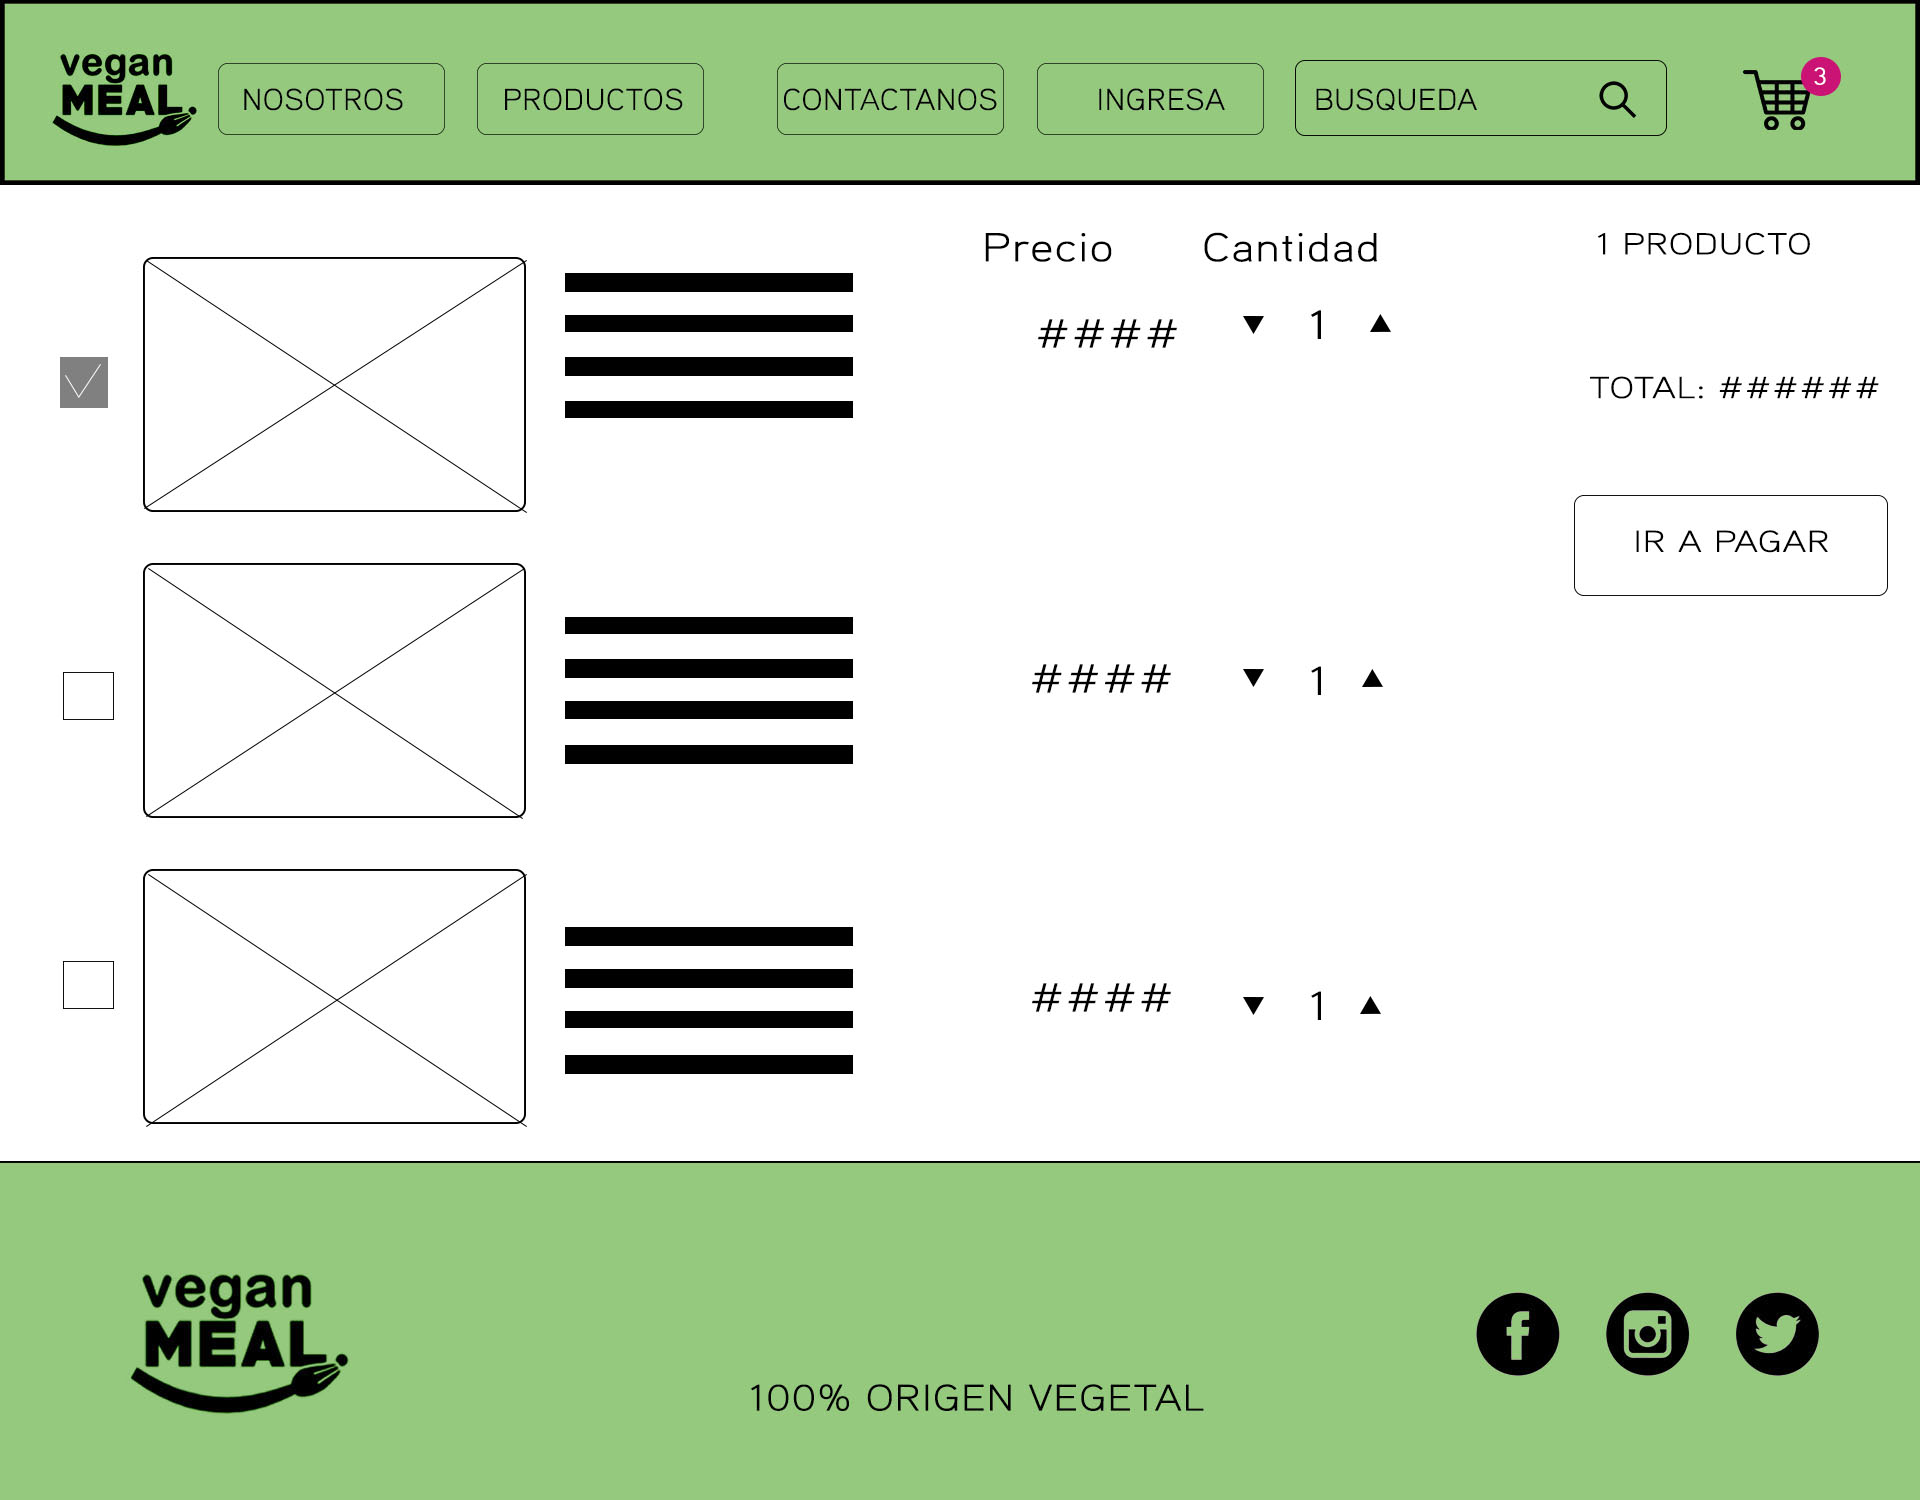 vegan
MEAL.
NOSOTROS
PRODUCTOS
CONTACTANOS
INGRESA
BUSQUEDA
3
Precio
Cantidad
1 PRODUCTO
####
1
TOTAL: ######
IR A PAGAR
####
1
####
1
vegan
MEAL.
100% ORIGEN VEGETAL